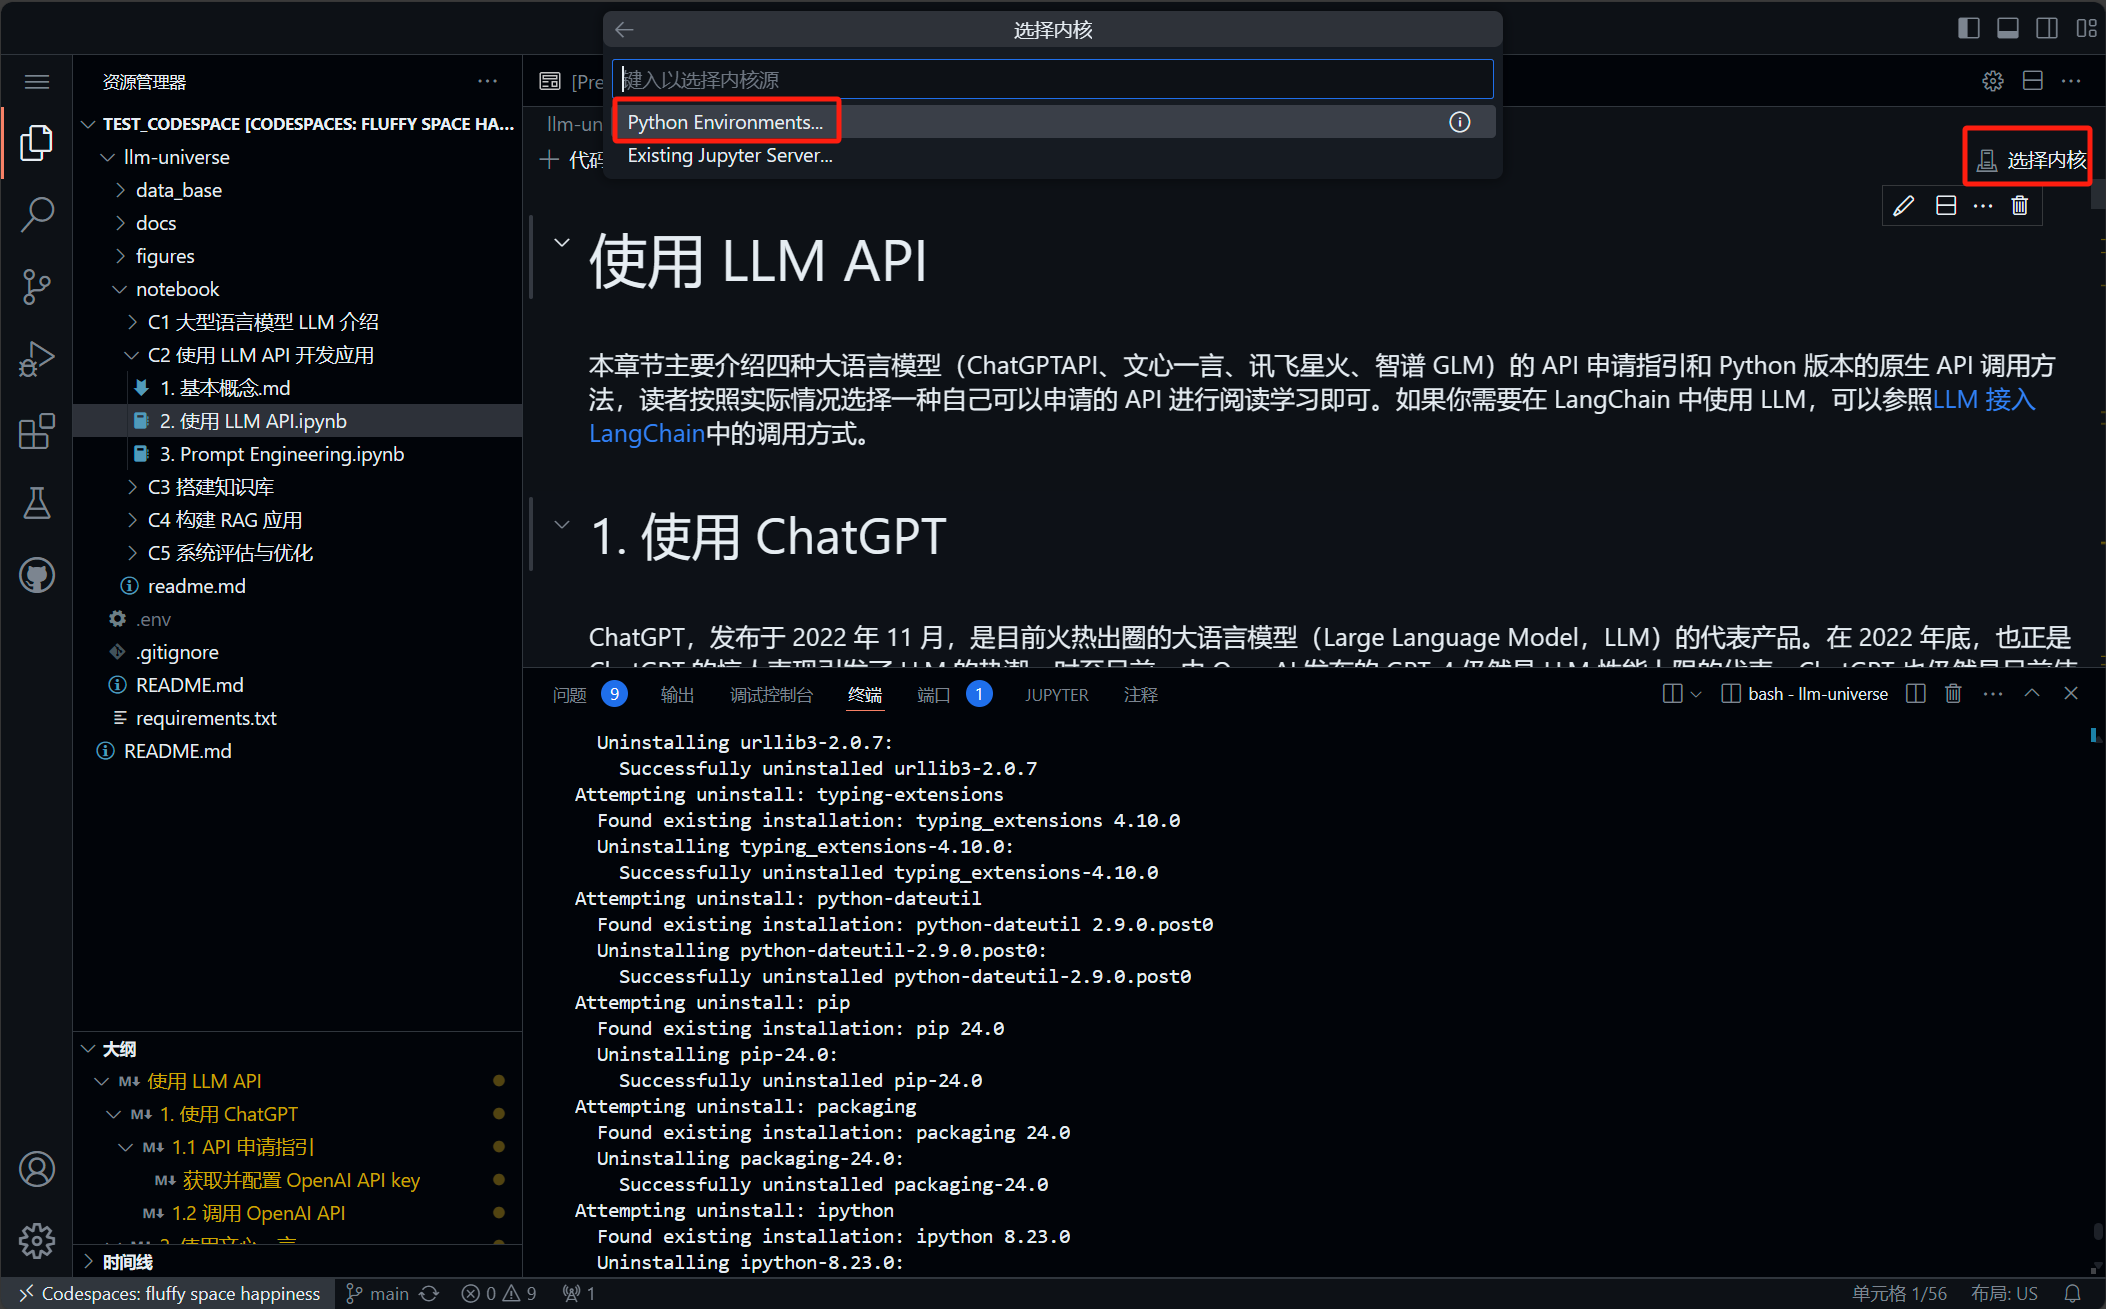 选择内核
键入以选择内核源
Python Environments...
Existing Jupyter Server...
资源管理器
[Pre
TEST_CODESPACE [CODESPACES: FLUFFY SPACE HA...
llm-universe
data_base
docs
figures
notebook
C1 大型语言模型 LLM 介绍
C2 使用 LLM API 开发应用
1. 基本概念.md
2. 使用 LLM API.ipynb
3. Prompt Engineering.ipynb
C3 搭建知识库
C4 构建 RAG 应用
C5 系统评估与优化
readme.md
.env
.gitignore
README.md
requirements.txt
README.md
大纲
使用 LLM API
1. 使用 ChatGPT
1.1 API 申请指引
获取并配置 OpenAI API key
1.2 调用 OpenAI API
时间线
llm-un
代码
选择内核
使用 LLM API
本章节主要介绍四种大语言模型（ChatGPTAPI、文心一言、讯飞星火、智谱 GLM）的 API 申请指引和 Python 版本的原生 API 调用方
法，读者按照实际情况选择一种自己可以申请的 API 进行阅读学习即可。如果你需要在 LangChain 中使用 LLM，可以参照LLM 接入
LangChain中的调用方式。
1. 使用 ChatGPT
ChatGPT，发布于 2022 年 11 月，是目前火热出圈的大语言模型（Large Language Model，LLM）的代表产品。在 2022 年底，也正是
问题 9 输出 调试控制台 终端 端口 1 JUPYTER 注释
bash - llm-universe
Uninstalling urllib3-2.0.7:
Successfully uninstalled urllib3-2.0.7
Attempting uninstall: typing-extensions
Found existing installation: typing_extensions 4.10.0
Uninstalling typing_extensions-4.10.0:
Successfully uninstalled typing_extensions-4.10.0
Attempting uninstall: python-dateutil
Found existing installation: python-dateutil 2.9.0.post0
Uninstalling python-dateutil-2.9.0.post0:
Successfully uninstalled python-dateutil-2.9.0.post0
Attempting uninstall: pip
Found existing installation: pip 24.0
Uninstalling pip-24.0:
Successfully uninstalled pip-24.0
Attempting uninstall: packaging
Found existing installation: packaging 24.0
Uninstalling packaging-24.0:
Successfully uninstalled packaging-24.0
Attempting uninstall: ipython
Found existing installation: ipython 8.23.0
Uninstalling ipython-8.23.0:
Codespaces: fluffy space happiness main 0 9 1 单元格 1/56 布局: US